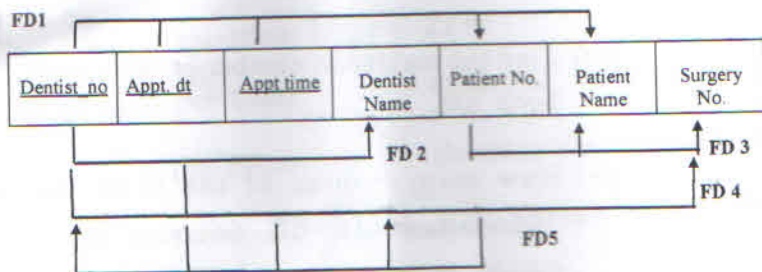 FD1
Dentist_no Appt. dt Appt time Dentist Name Patient No. Patient Name Surgery No.
FD 2
FD 3
FD 4
FD5